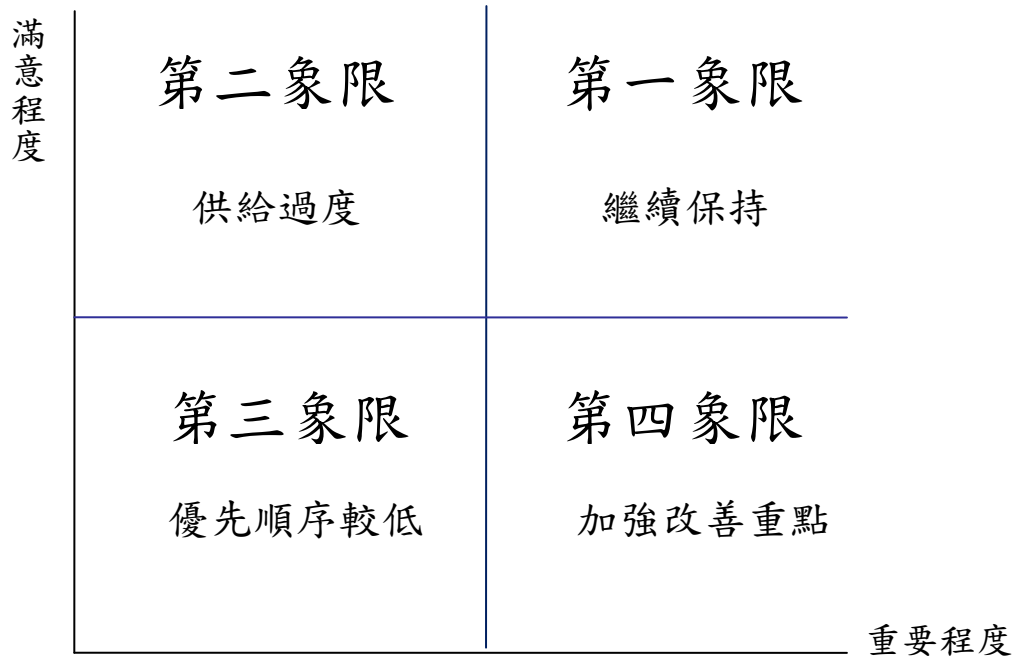 滿意程度
第二象限
第一象限
供給過度
繼續保持
第三象限
第四象限
優先順序較低
加強改善重點
重要程度